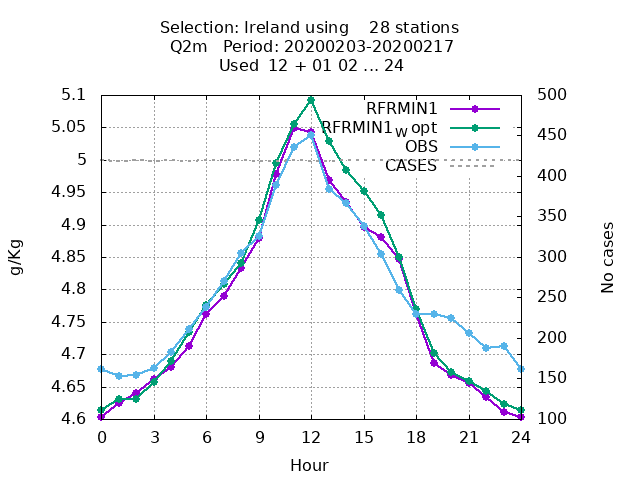 Selection: Ireland using    28 stations
Q2m   Period: 20200203-20200217
Used  12 + 01 02 ... 24
5.1
5.05
5
4.95
4.9
4.85
4.8
4.75
4.7
4.65
4.6
g/Kg
RFRMIN1
RFRMIN1w opt
OBS
CASES
500
450
400
350
300
250
200
150
100
No cases
0 3 6 9 12 15 18 21 24
Hour